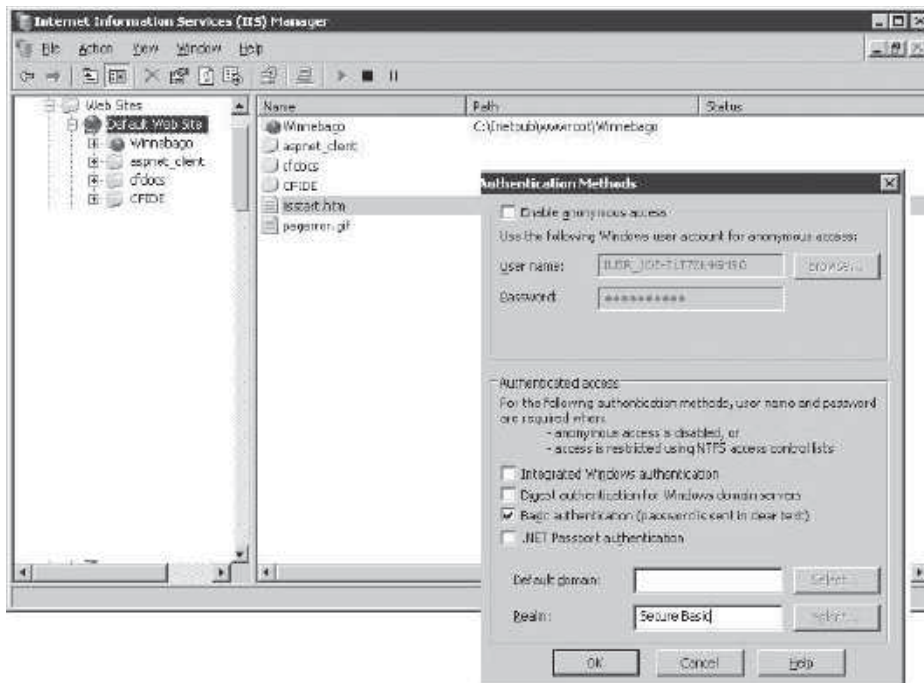 Internet Information Services (IIS) Manager
File Action View Window Help
Web Sites
Default Web Site
Winnebago
aspnet_client
cfdocs
CFIDE
Name Path Status
Winnebago C:\Inetpub\wwwroot\Winnebago
aspnet_client
cfdocs
CFIDE
iisstart.htm
pagerror.gif
Authentication Methods
Enable anonymous access
Use the following Windows user account for anonymous access:
User name:
Browse...
Password:
Authenticated access
For the following authentication methods, user name and password
are required when:
- anonymous access is disabled, or
- access is restricted using NTFS access control lists
Integrated Windows authentication
Digest authentication for Windows domain servers
Basic authentication (password is sent in clear text)
.NET Passport authentication
Default domain: Select...
Realm: Secure Basic Select...
OK Cancel Help